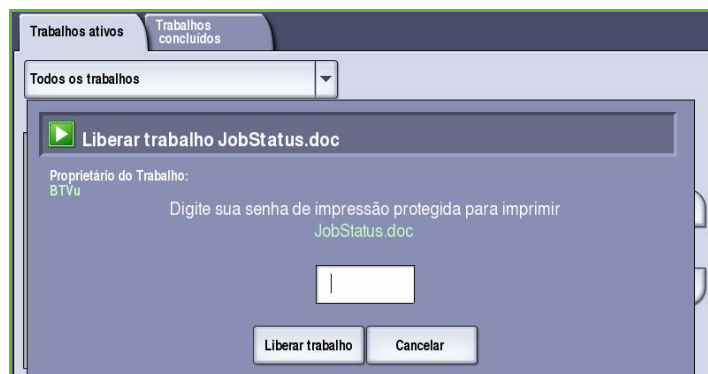 Trabalhos ativos
Trabalhos
concluídos
Todos os trabalhos
Liberar trabalho JobStatus.doc
Proprietário do Trabalho:
BTVu
Digite sua senha de impressão protegida para imprimir
JobStatus.doc
Liberar trabalho
Cancelar